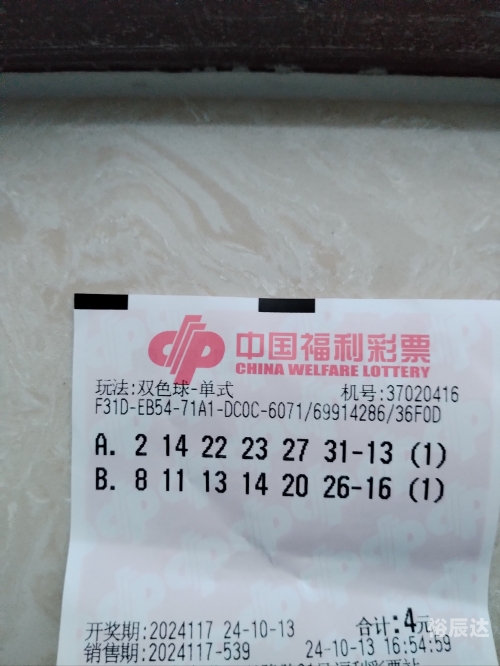 中国福利彩票
CHINA WELFARE LOTTERY
玩法:双色球-单式 机号:37020416
F31D-EB54-71A1-DC0C-6071/69914286/36F0D
A. 2 14 22 23 27 31-13 (1)
B. 8 11 13 14 20 26-16 (1)
开奖期:2024117 24-10-13 合计:4元
销售期:2024117-539 24-10-13 16:54:59
裕辰达